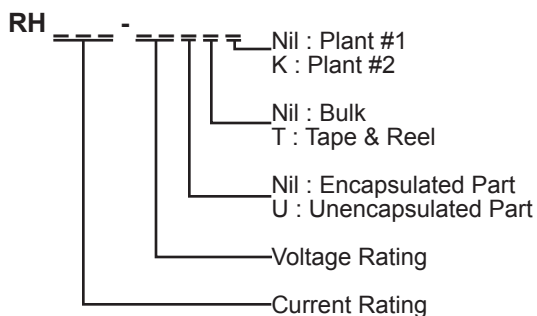 RH ___ - _____
Nil : Plant #1
K : Plant #2
Nil : Bulk
T : Tape & Reel
Nil : Encapsulated Part
U : Unencapsulated Part
Voltage Rating
Current Rating